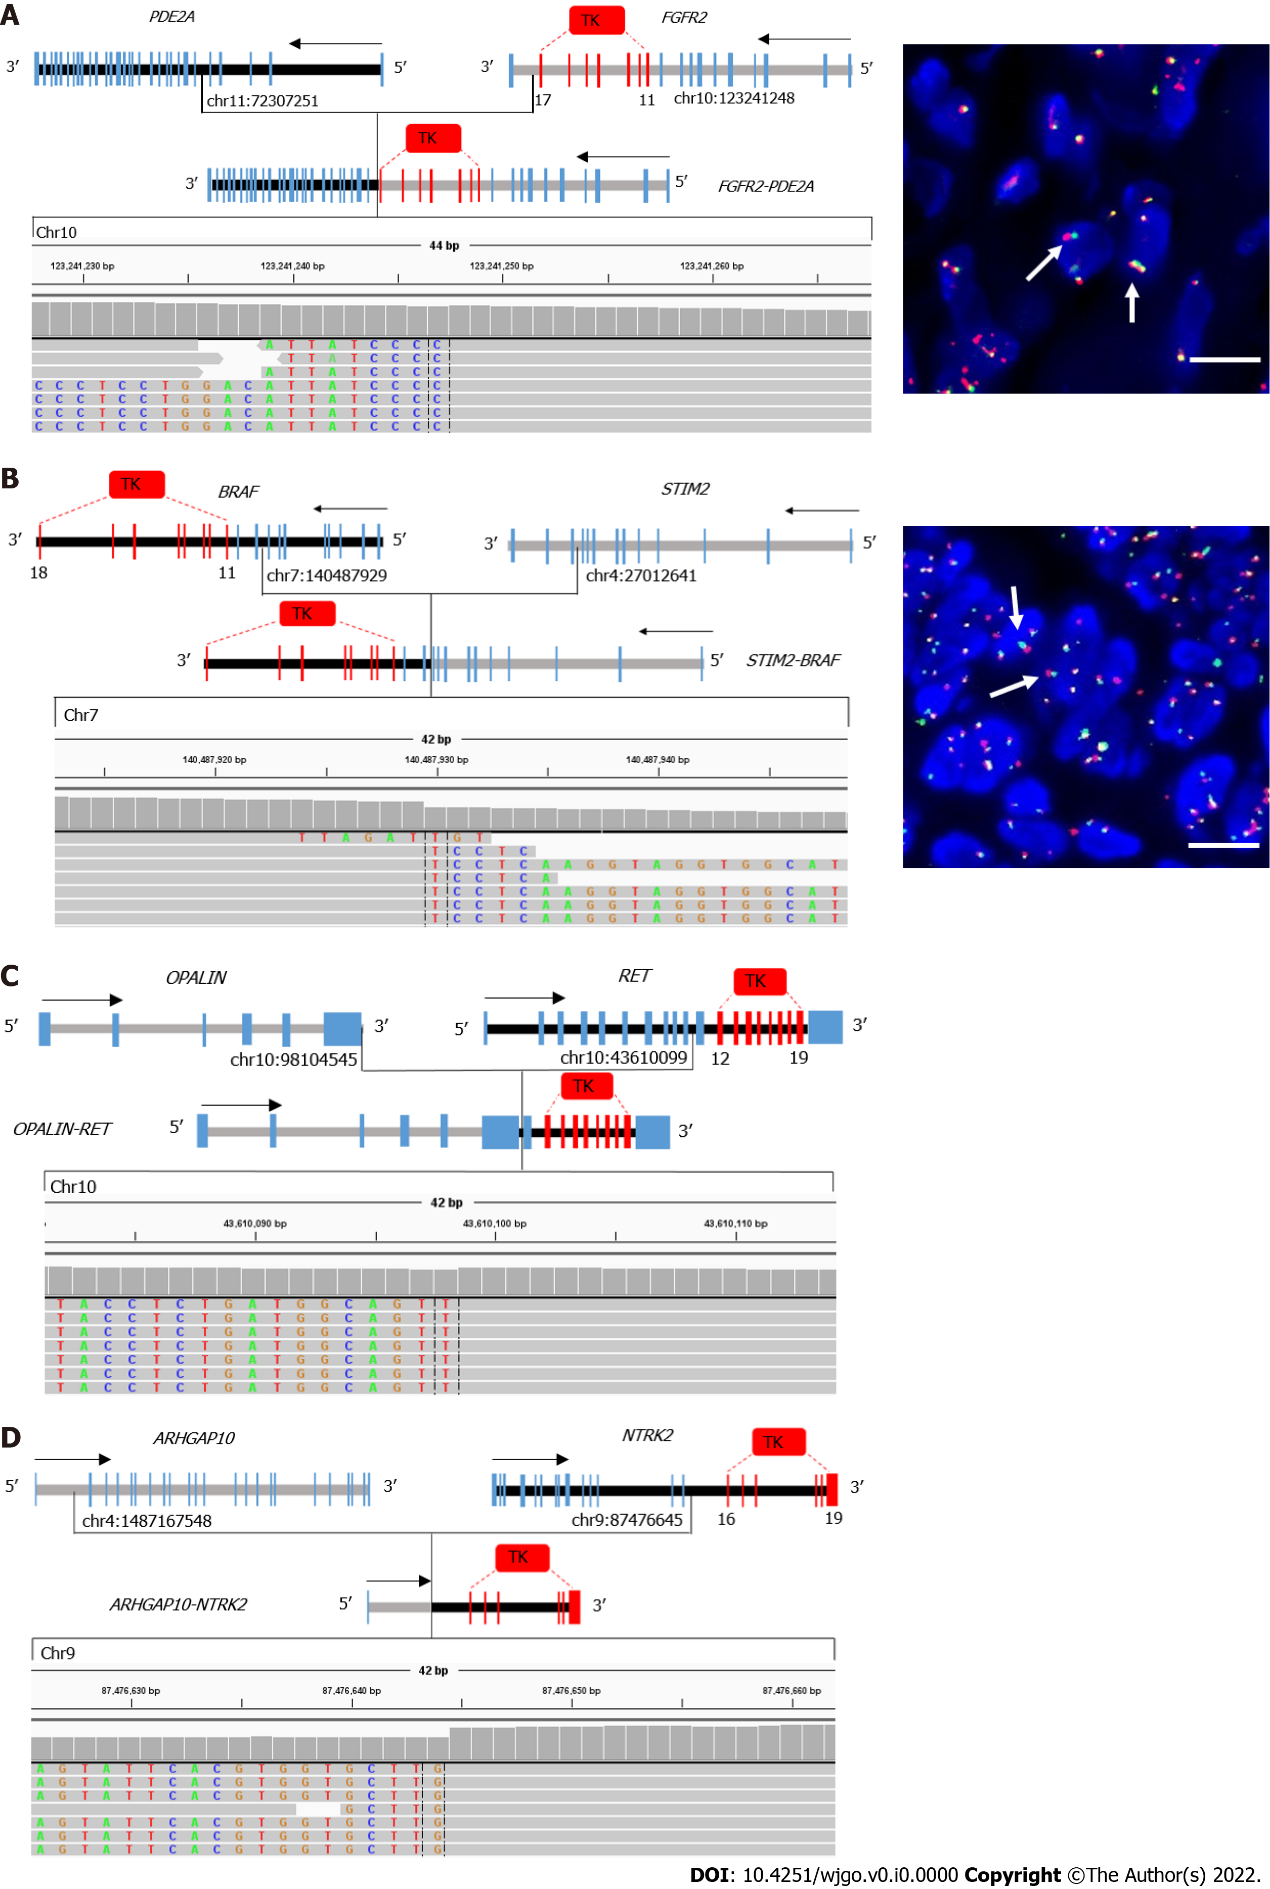 A
PDE2A
TK
FGFR2
3′
5′
3′
5′
chr11:72307251
17
11
chr10:123241248
TK
3′
5′
FGFR2-PDE2A
Chr10
44 bp
123,241,230 bp
123,241,240 bp
123,241,250 bp
123,241,260 bp
A T T A T C C C C
T T A T C C C C
A T T A T C C C C
C C C T C C T G G A C A T T A T C C C C
C C C T C C T G G A C A T T A T C C C C
C C C T C C T G G A C A T T A T C C C C
C C C T C C T G G A C A T T A T C C C C
B
TK
BRAF
STIM2
3′
5′
3′
5′
18
11
chr7:140487929
chr4:27012641
TK
3′
5′
STIM2-BRAF
Chr7
42 bp
140,487,920 bp
140,487,930 bp
140,487,940 bp
T T A G A T T G T
T C C T C
T C C T C A A G G T A G G T G G C A T
T C C T C A
T C C T C A A G G T A G G T G G C A T
T C C T C A A G G T A G G T G G C A T
T C C T C A A G G T A G G T G G C A T
C
OPALIN
RET
TK
5′
3′
5′
3′
chr10:98104545
chr10:43610099
12
19
TK
OPALIN-RET
5′
3′
Chr10
42 bp
43,610,090 bp
43,610,100 bp
43,610,110 bp
T A C C T C T G A T G G C A G T T
T A C C T C T G A T G G C A G T T
T A C C T C T G A T G G C A G T T
T A C C T C T G A T G G C A G T T
T A C C T C T G A T G G C A G T T
T A C C T C T G A T G G C A G T T
T A C C T C T G A T G G C A G T T
D
ARHGAP10
NTRK2
TK
5′
3′
3′
chr4:1487167548
chr9:87476645
16
19
TK
ARHGAP10-NTRK2
5′
3′
Chr9
42 bp
87,476,630 bp
87,476,640 bp
87,476,650 bp
87,476,660 bp
A G T A T T C A C G T G G T G C T T G
A G T A T T C A C G T G G T G C T T G
A G T A T T C A C G T G G T G C T T G
G C T T G
A G T A T T C A C G T G G T G C T T G
A G T A T T C A C G T G G T G C T T G
A G T A T T C A C G T G G T G C T T G
DOI: 10.4251/wjgo.v0.i0.0000 Copyright ©The Author(s) 2022.